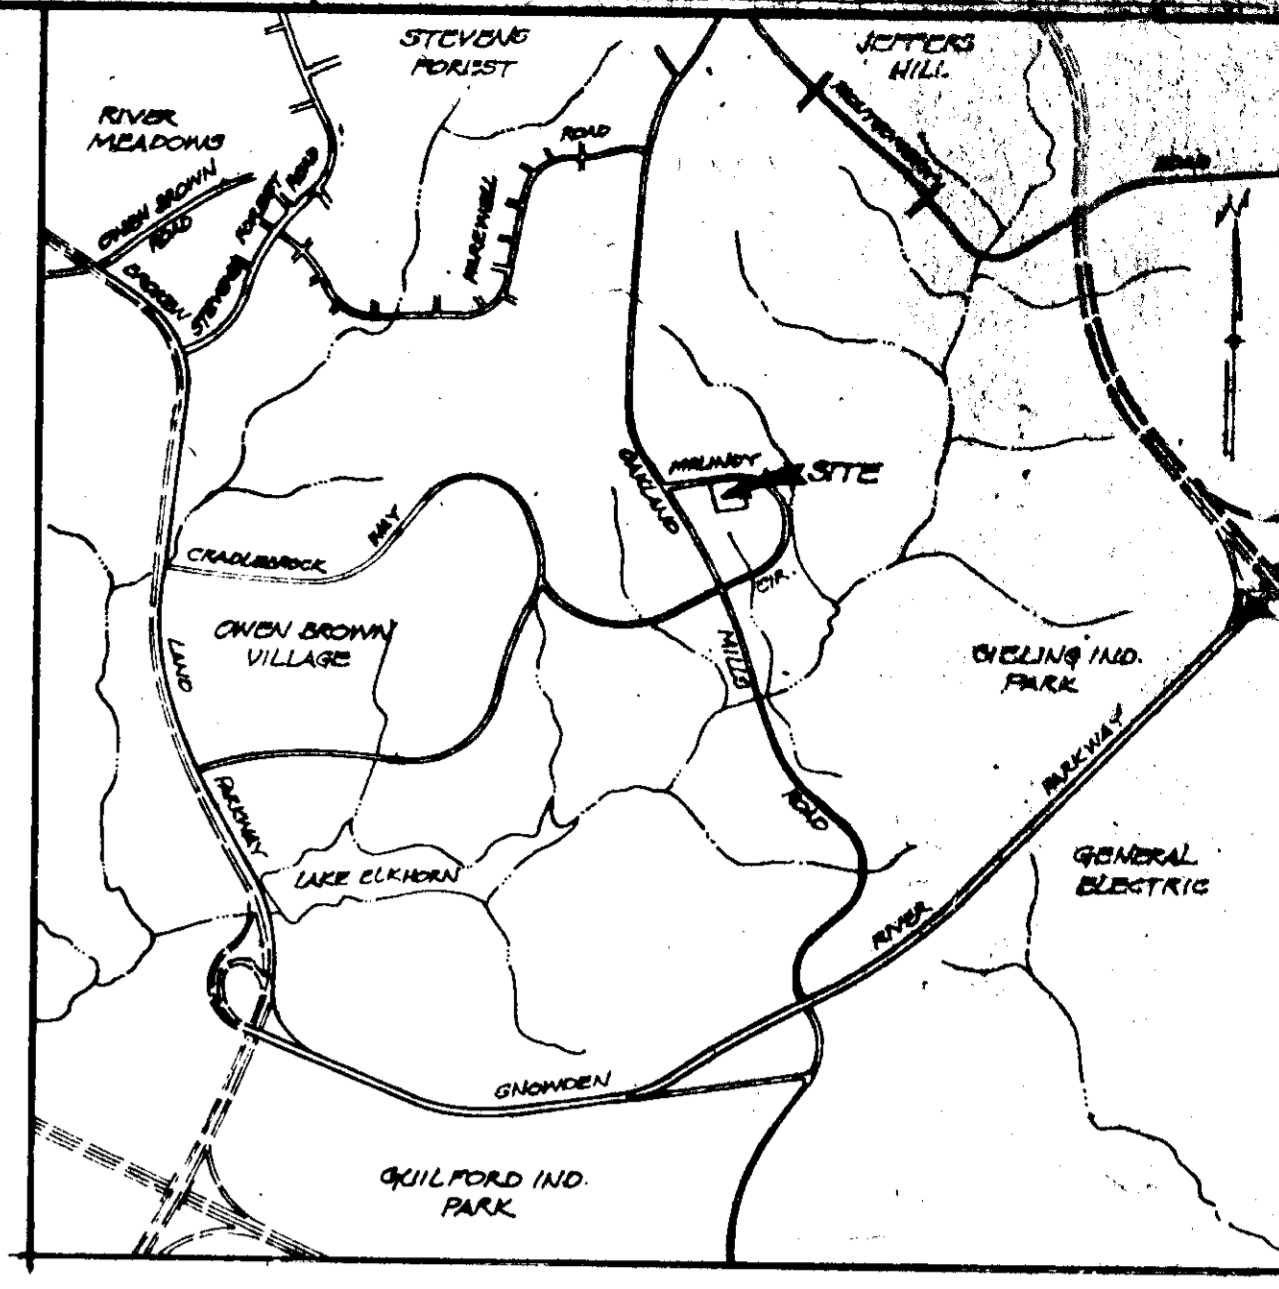 STEVENS
FOREST
JEFFERS
HILL
RIVER
MEADOWS
OWEN BROWN
ROAD
BROKEN
STEVENS FOREST ROAD
FAREWELL
ROAD
ROAD
OAKLAND
MELINDY
SITE
CIR.
CRADLEROCK
WAY
OWEN BROWN
VILLAGE
LAND
MILLS
GIELING IND.
PARK
PARKWAY
PARKWAY
ROAD
LAKE ELKHORN
GENERAL
ELECTRIC
RIVER
SNOWDEN
GUILFORD IND.
PARK
N